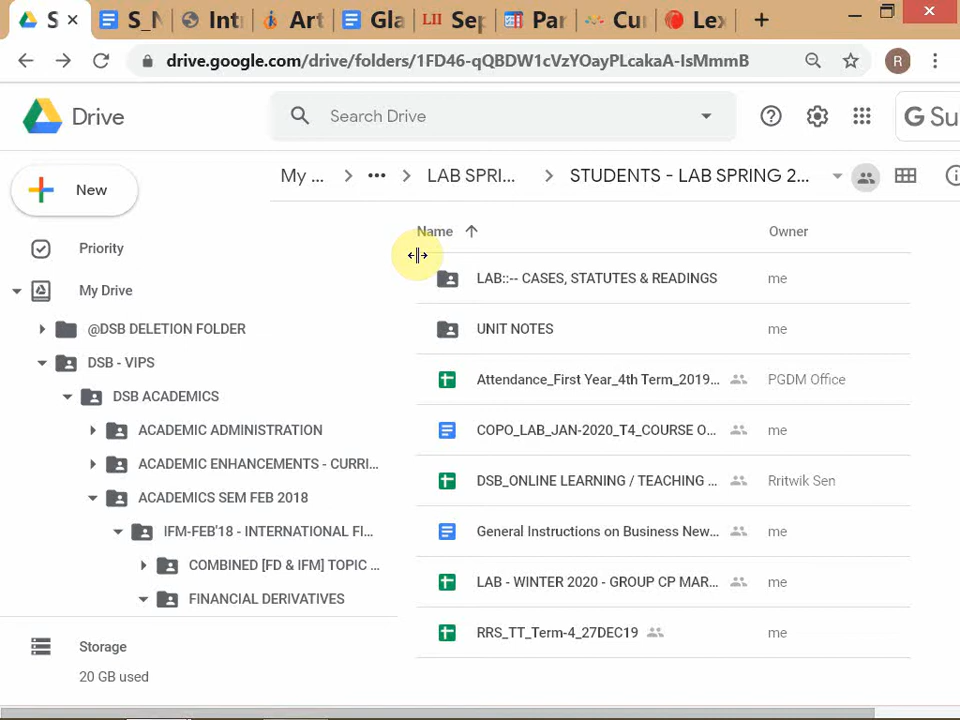 S
S_N
Int
Art
Gla
LII Sep
Par
Cu
Lex
drive.google.com/drive/folders/1FD46-qQBDW1cVzYOayPLcakaA-IsMmmB
R
Drive
Search Drive
G Su
New
My ...
LAB SPRI...
STUDENTS - LAB SPRING 2...
Name
Owner
Priority
My Drive
@DSB DELETION FOLDER
DSB - VIPS
DSB ACADEMICS
ACADEMIC ADMINISTRATION
ACADEMIC ENHANCEMENTS - CURRI...
ACADEMICS SEM FEB 2018
IFM-FEB'18 - INTERNATIONAL FI...
COMBINED [FD & IFM] TOPIC ...
FINANCIAL DERIVATIVES
Storage
20 GB used
LAB::-- CASES, STATUTES & READINGS me
UNIT NOTES me
Attendance_First Year_4th Term_2019... PGDM Office
COPO_LAB_JAN-2020_T4_COURSE O... me
DSB_ONLINE LEARNING / TEACHING ... Rritwik Sen
General Instructions on Business New... me
LAB - WINTER 2020 - GROUP CP MAR... me
RRS_TT_Term-4_27DEC19 me